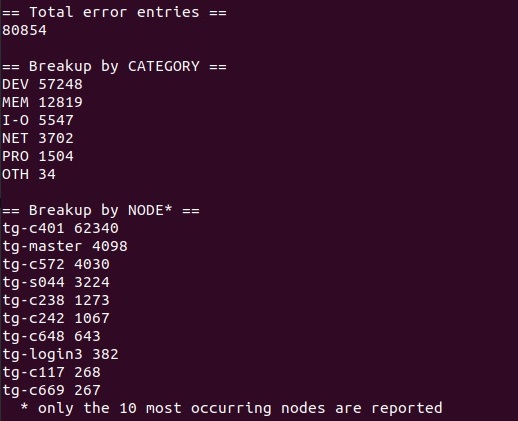 == Total error entries ==
80854
== Breakup by CATEGORY ==
DEV 57248
MEM 12819
I-O 5547
NET 3702
PRO 1504
OTH 34
== Breakup by NODE* ==
tg-c401 62340
tg-master 4098
tg-c572 4030
tg-s044 3224
tg-c238 1273
tg-c242 1067
tg-c648 643
tg-login3 382
tg-c117 268
tg-c669 267
* only the 10 most occurring nodes are reported